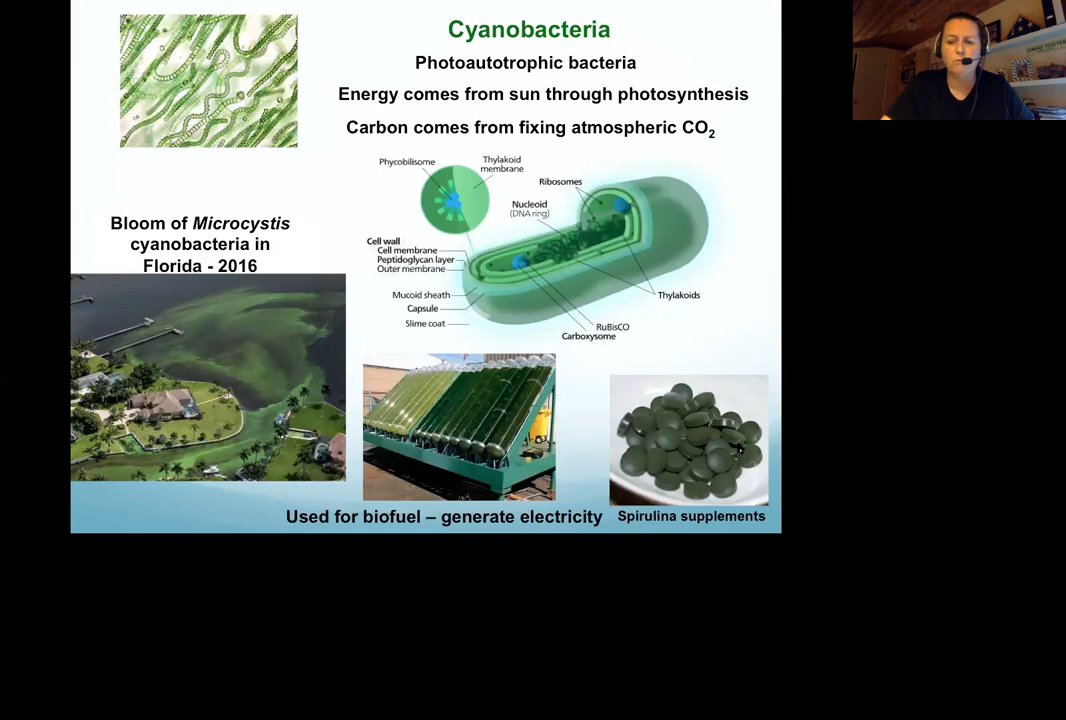 Cyanobacteria
Photoautotrophic bacteria
Energy comes from sun through photosynthesis
Carbon comes from fixing atmospheric CO₂
Phycobilisome
Thylakoid
membrane
Ribosomes
Nucleoid
(DNA ring)
Cell wall
Cell membrane
Peptidoglycan layer
Outer membrane
Mucoid sheath
Capsule
Slime coat
Thylakoids
RuBisCO
Carboxysome
Bloom of Microcystis
cyanobacteria in
Florida - 2016
Used for biofuel – generate electricity
Spirulina supplements